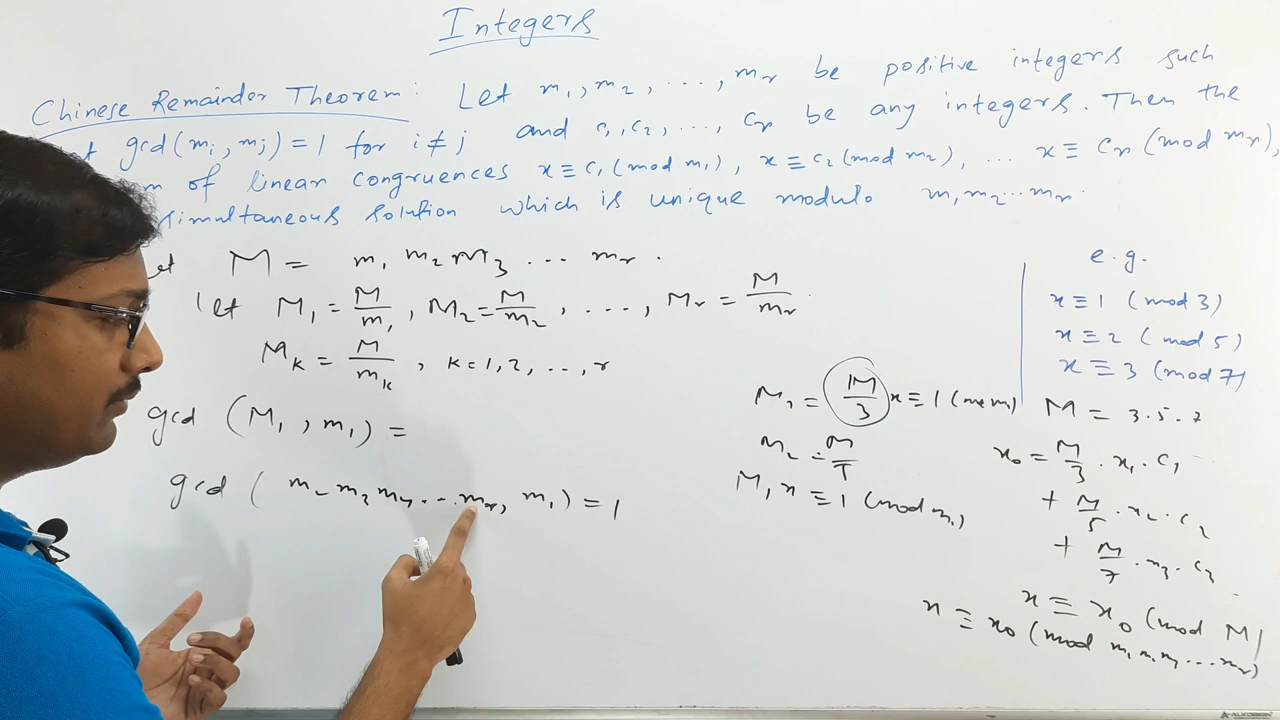 Integers
Chinese Remainder Theorem: Let m₁, m₂, ..., mᵣ be positive integers such
gcd(mᵢ, mⱼ) = 1 for i ≠ j and c₁, c₂, ..., cᵣ be any integers. Then the
of linear congruences x ≡ c₁ (mod m₁), x ≡ c₂ (mod m₂), ... x ≡ cᵣ (mod mᵣ),
simultaneous solution which is unique modulo m₁m₂...mᵣ.
M = m₁ m₂ m₃ ... mᵣ.
Let M₁ = M/m₁, M₂ = M/m₂, ..., Mᵣ = M/mᵣ
Mₖ = M/mₖ, k = 1, 2, ..., r
gcd (M₁, m₁) =
gcd ( m₂ m₃ m₄ ... mᵣ, m₁) = 1
e.g.
x ≡ 1 (mod 3)
x ≡ 2 (mod 5)
x ≡ 3 (mod 7)
M₁ = M/3 x ≡ 1 (mod m₁)
M₂ = M/5
M₁ x ≡ 1 (mod m₁)
M = 3.5.7
x₀ = M/3 . x₁ . c₁
+ M/5 . x₂ . c₂
+ M/7 . x₃ . c₃
x ≡ x₀ (mod M)
x ≡ x₀ (mod m₁ m₂ m₃ ... mᵣ)